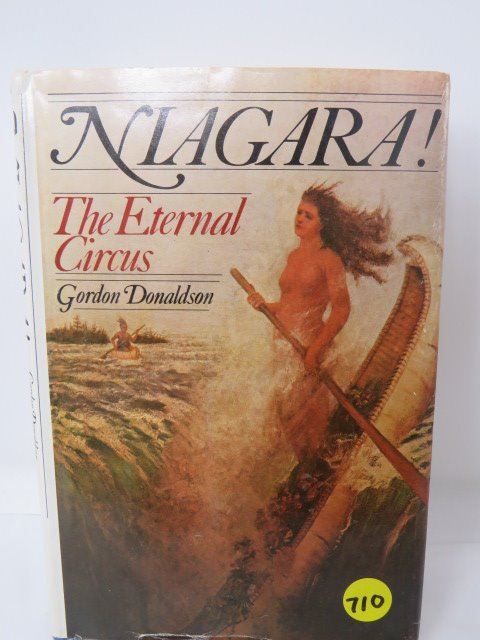 NIAGARA!
The Eternal
Circus
Gordon Donaldson
710